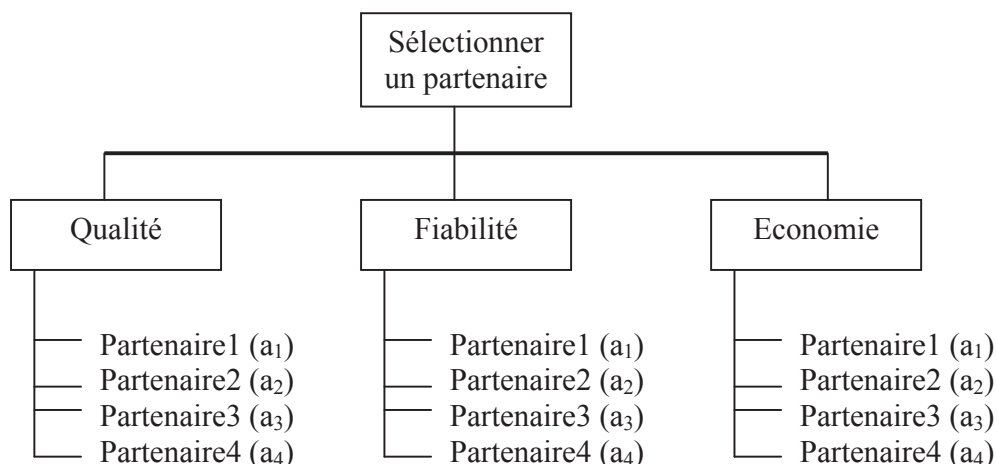 Sélectionner
un partenaire
Qualité
Fiabilité
Economie
Partenaire1 (a₁)
Partenaire2 (a₂)
Partenaire3 (a₃)
Partenaire4 (a₄)
Partenaire1 (a₁)
Partenaire2 (a₂)
Partenaire3 (a₃)
Partenaire4 (a₄)
Partenaire1 (a₁)
Partenaire2 (a₂)
Partenaire3 (a₃)
Partenaire4 (a₄)